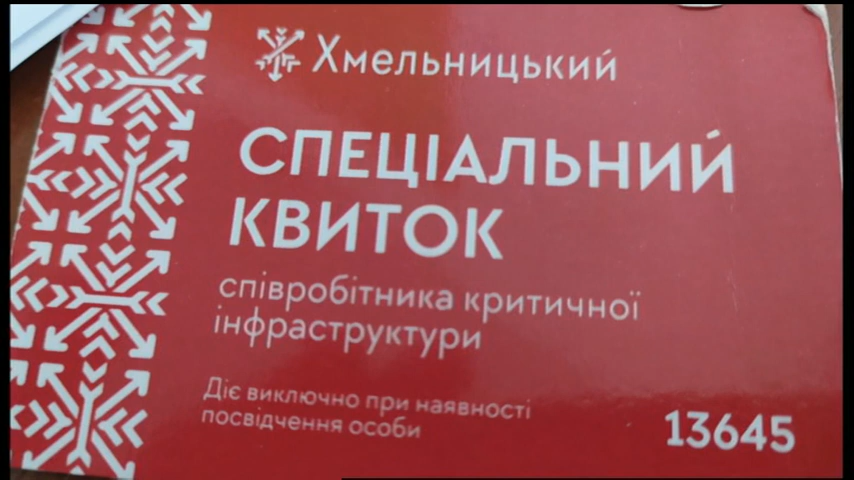 Хмельницький
СПЕЦІАЛЬНИЙ
КВИТОК
співробітника критичної
інфраструктури
Діє виключно при наявності
посвідчення особи
13645